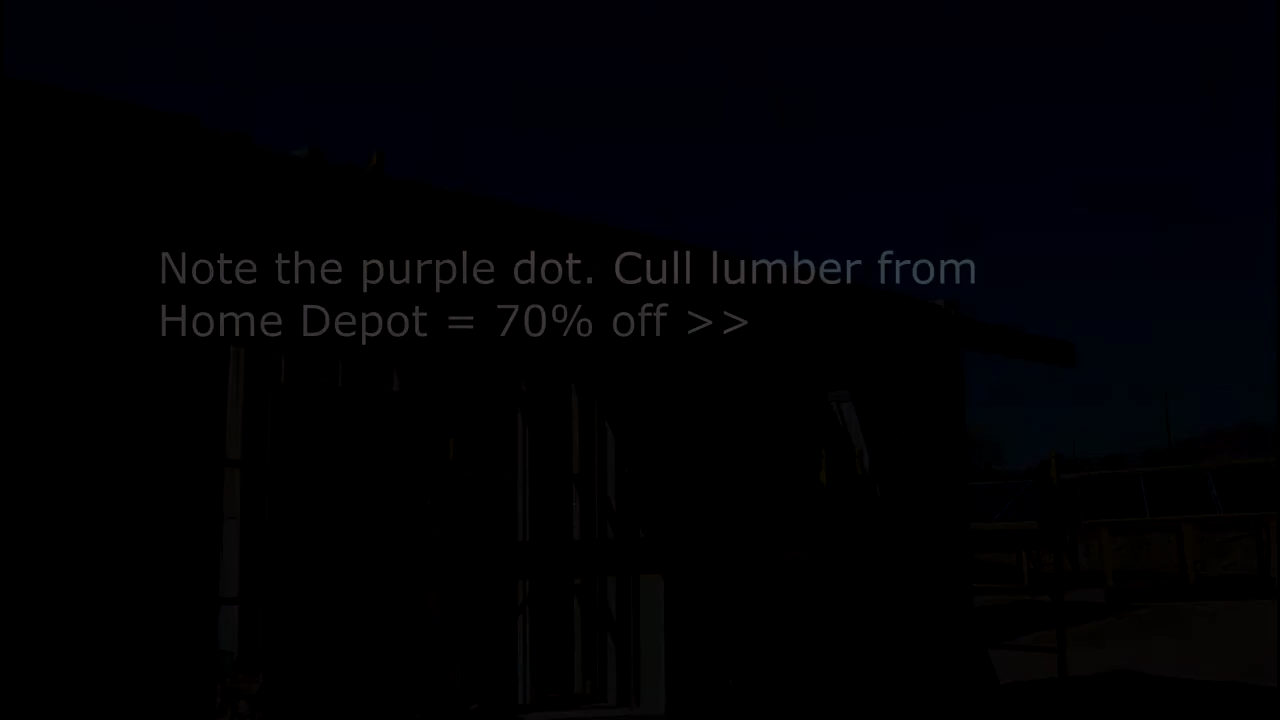 Note the purple dot. Cull lumber from
Home Depot = 70% off >>